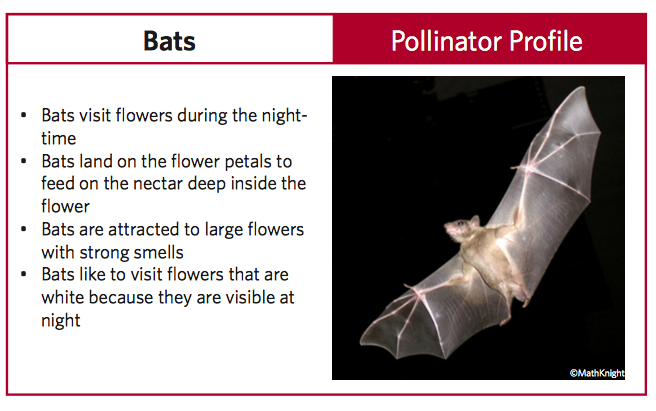 Bats
Pollinator Profile
• Bats visit flowers during the night-
time
• Bats land on the flower petals to
feed on the nectar deep inside the
flower
• Bats are attracted to large flowers
with strong smells
• Bats like to visit flowers that are
white because they are visible at
night
©MathKnight